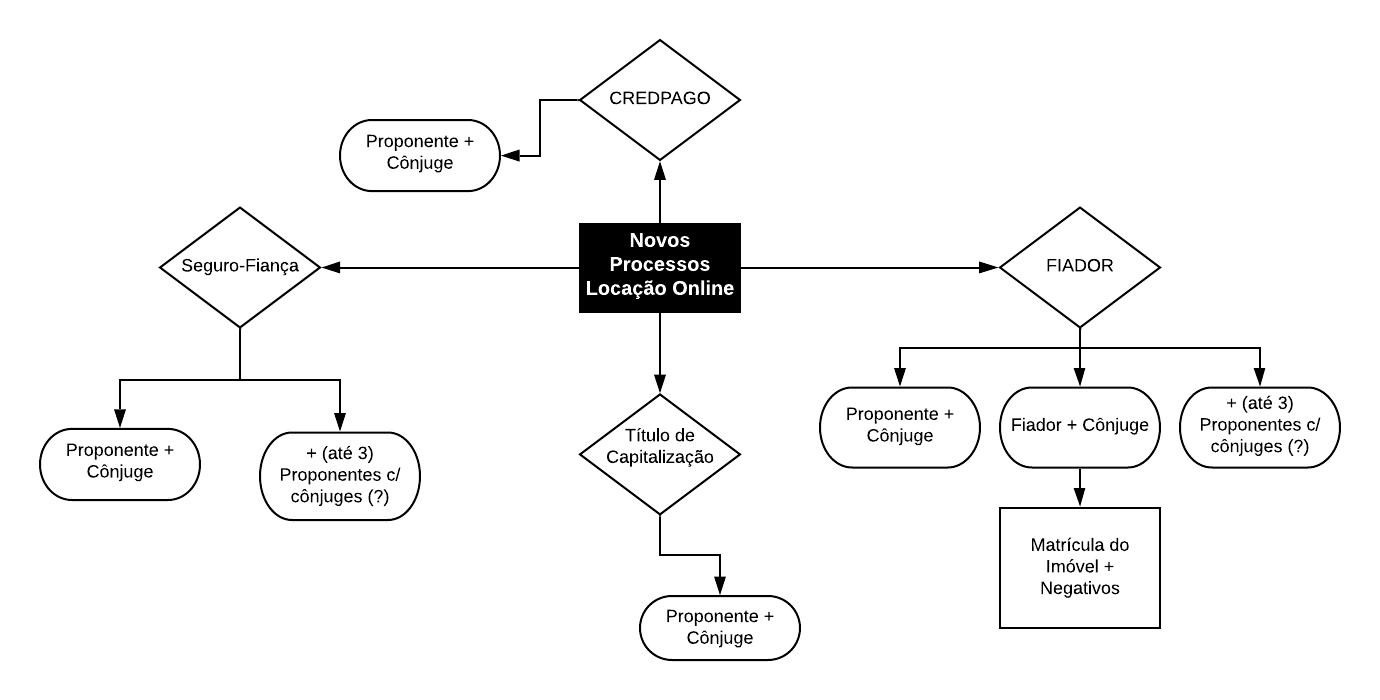 CREDPAGO
Proponente +
Cônjuge
Novos
Processos
Locação Online
Seguro-Fiança
FIADOR
Proponente +
Cônjuge
+ (até 3)
Proponentes c/
cônjuges (?)
Título de
Capitalização
Proponente +
Cônjuge
Fiador + Cônjuge
+ (até 3)
Proponentes c/
cônjuges (?)
Matrícula do
Imóvel +
Negativos
Proponente +
Cônjuge